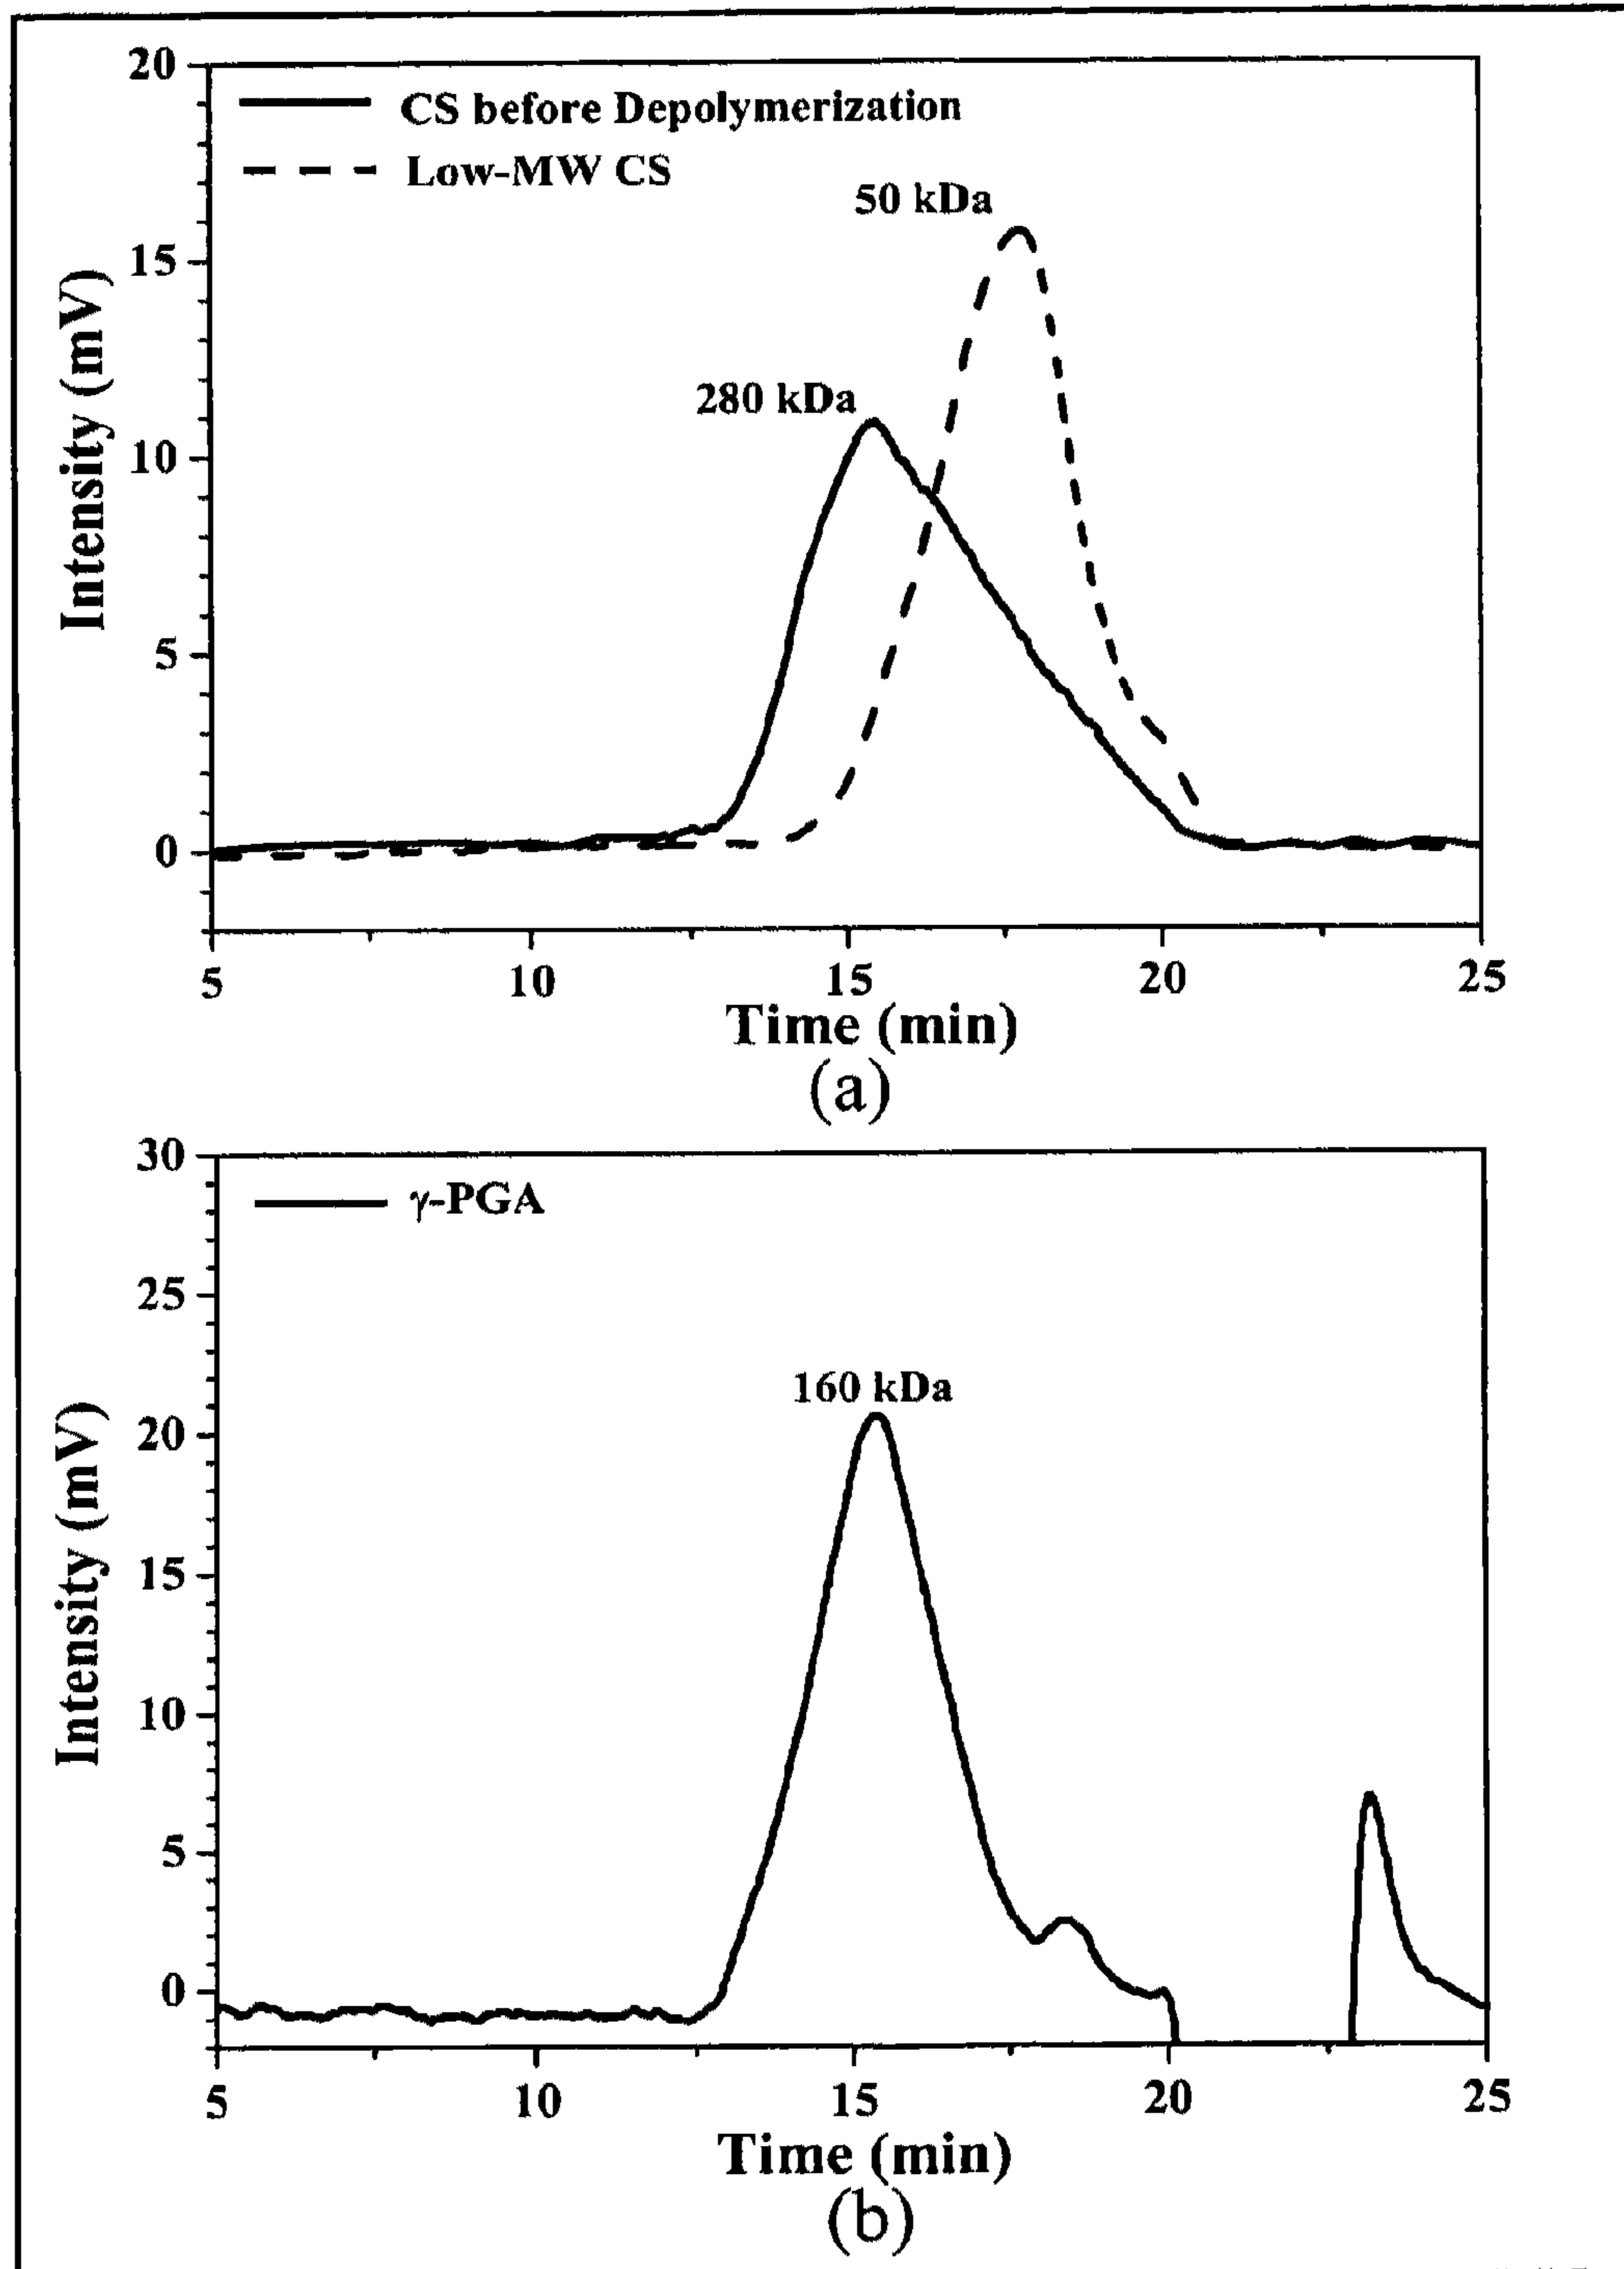 20
CS before Depolymerization
Low-MW CS
50 kDa
15
280 kDa
10
5
0
Intensity (mV)
5 10 15 20 25
Time (min)
(a)
30
γ-PGA
25
160 kDa
20
15
10
5
0
Intensity (mV)
5 10 15 20 25
Time (min)
(b)